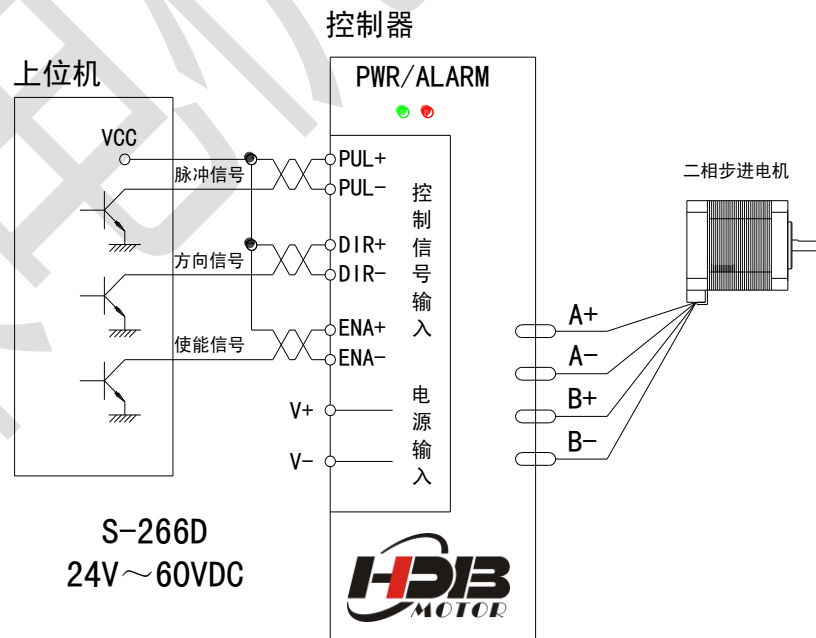 控制器
上位机
PWR/ALARM
VCC
脉冲信号
方向信号
使能信号
PUL+
PUL-
DIR+
DIR-
ENA+
ENA-
控制信号输入
V+
V-
电源输入
A+
A-
B+
B-
二相步进电机
S-266D
24V～60VDC
HDB
MOTOR